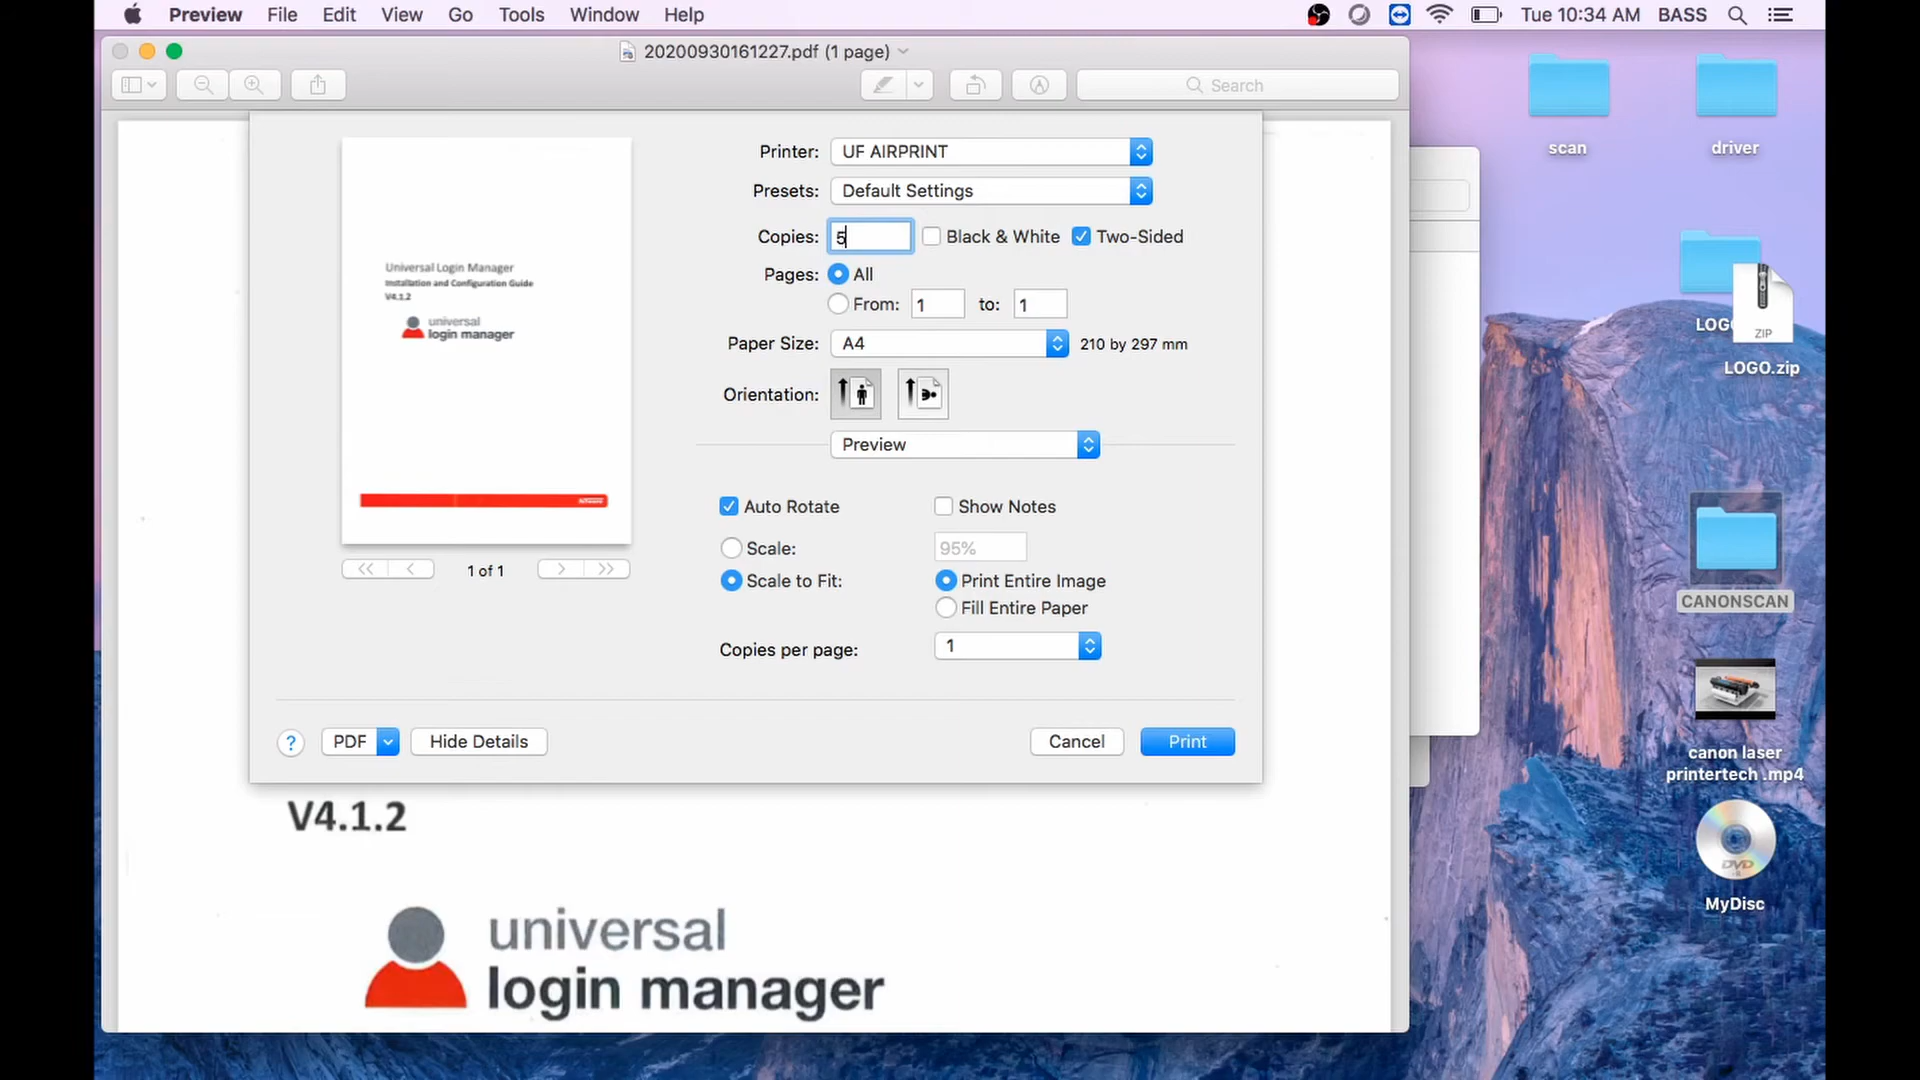 Preview File Edit View Go Tools Window Help Tue 10:34 AM BASS
20200930161227.pdf (1 page)
Search
Printer: UF AIRPRINT
Presets: Default Settings
Copies: 5 Black & White Two-Sided
Pages: All
From: 1 to: 1
Paper Size: A4 210 by 297 mm
Orientation:
Preview
Auto Rotate Show Notes
Scale: 95%
Scale to Fit: Print Entire Image
Fill Entire Paper
Copies per page: 1
Universal Login Manager
Installation and Configuration Guide
V4.1.2
universal
login manager
1 of 1
? PDF Hide Details Cancel Print
V4.1.2
universal
login manager
scan
driver
LOGO
ZIP
LOGO.zip
CANONSCAN
canon laser
printertech .mp4
DVD
MyDisc